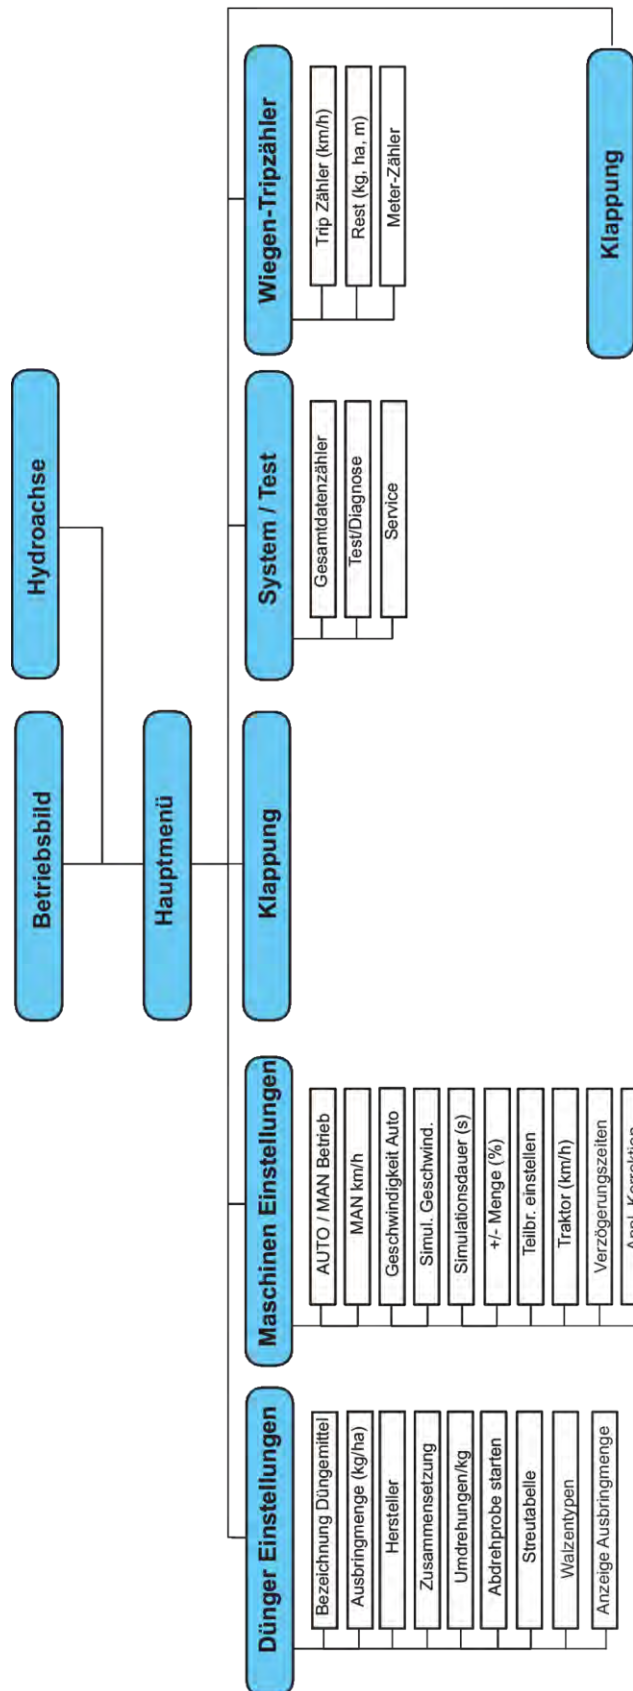 Betriebsbild
Hydroachse
Hauptmenü
Dünger Einstellungen
Bezeichnung Düngemittel
Ausbringmenge (kg/ha)
Hersteller
Zusammensetzung
Umdrehungen/kg
Abdrehprobe starten
Streutabelle
Walzentypen
Anzeige Ausbringmenge
Maschinen Einstellungen
AUTO / MAN Betrieb
MAN km/h
Geschwindigkeit Auto
Simul. Geschwind.
Simulationsdauer (s)
+/- Menge (%)
Teilbr. einstellen
Traktor (km/h)
Verzögerungszeiten
Appl. Korrektion
Klappung
System / Test
Gesamtdatenzähler
Test/Diagnose
Service
Wiegen-Tripzähler
Trip Zähler (km/h)
Rest (kg, ha, m)
Meter-Zähler
Klappung